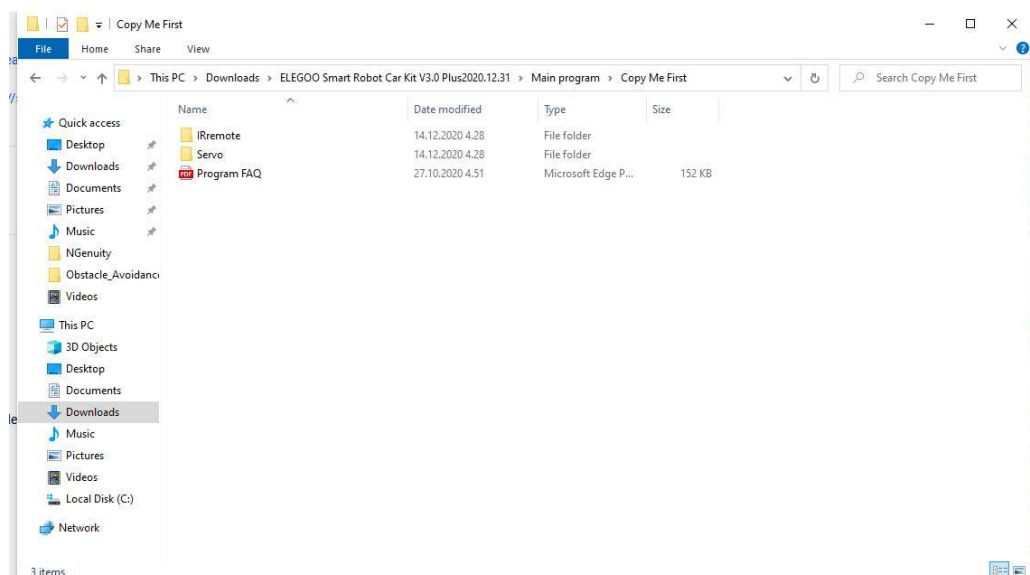 Copy Me First
File Home Share View
This PC > Downloads > ELEGOO Smart Robot Car Kit V3.0 Plus2020.12.31 > Main program > Copy Me First
Search Copy Me First
Name Date modified Type Size
IRremote 14.12.2020 4.28 File folder
Servo 14.12.2020 4.28 File folder
PDF Program FAQ 27.10.2020 4.51 Microsoft Edge P... 152 KB
Quick access
Desktop
Downloads
Documents
Pictures
Music
NGenuity
Obstacle_Avoidanc
Videos
This PC
3D Objects
Desktop
Documents
Downloads
Music
Pictures
Videos
Local Disk (C:)
Network
3 items